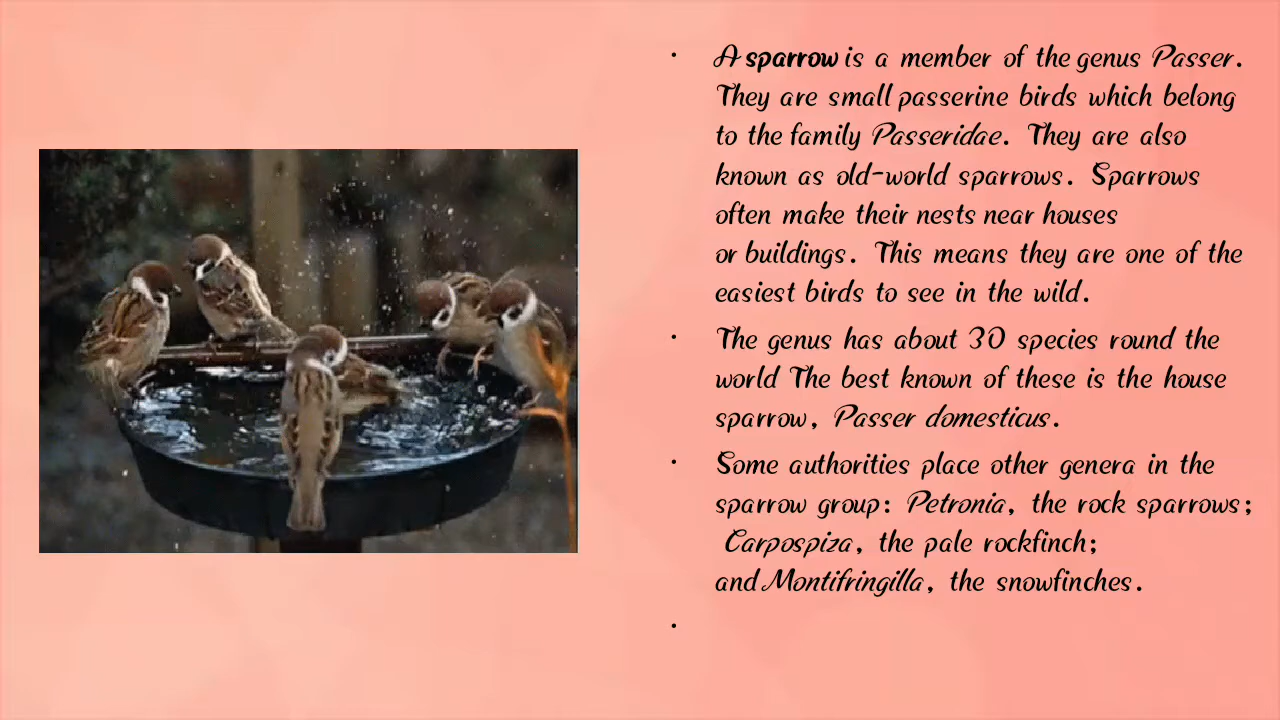 • A sparrow is a member of the genus Passer.
They are small passerine birds which belong
to the family Passeridae. They are also
known as old-world sparrows. Sparrows
often make their nests near houses
or buildings. This means they are one of the
easiest birds to see in the wild.
• The genus has about 30 species round the
world The best known of these is the house
sparrow, Passer domesticus.
• Some authorities place other genera in the
sparrow group: Petronia, the rock sparrows;
Carpospiza, the pale rockfinch;
and Montifringilla, the snowfinches.
•